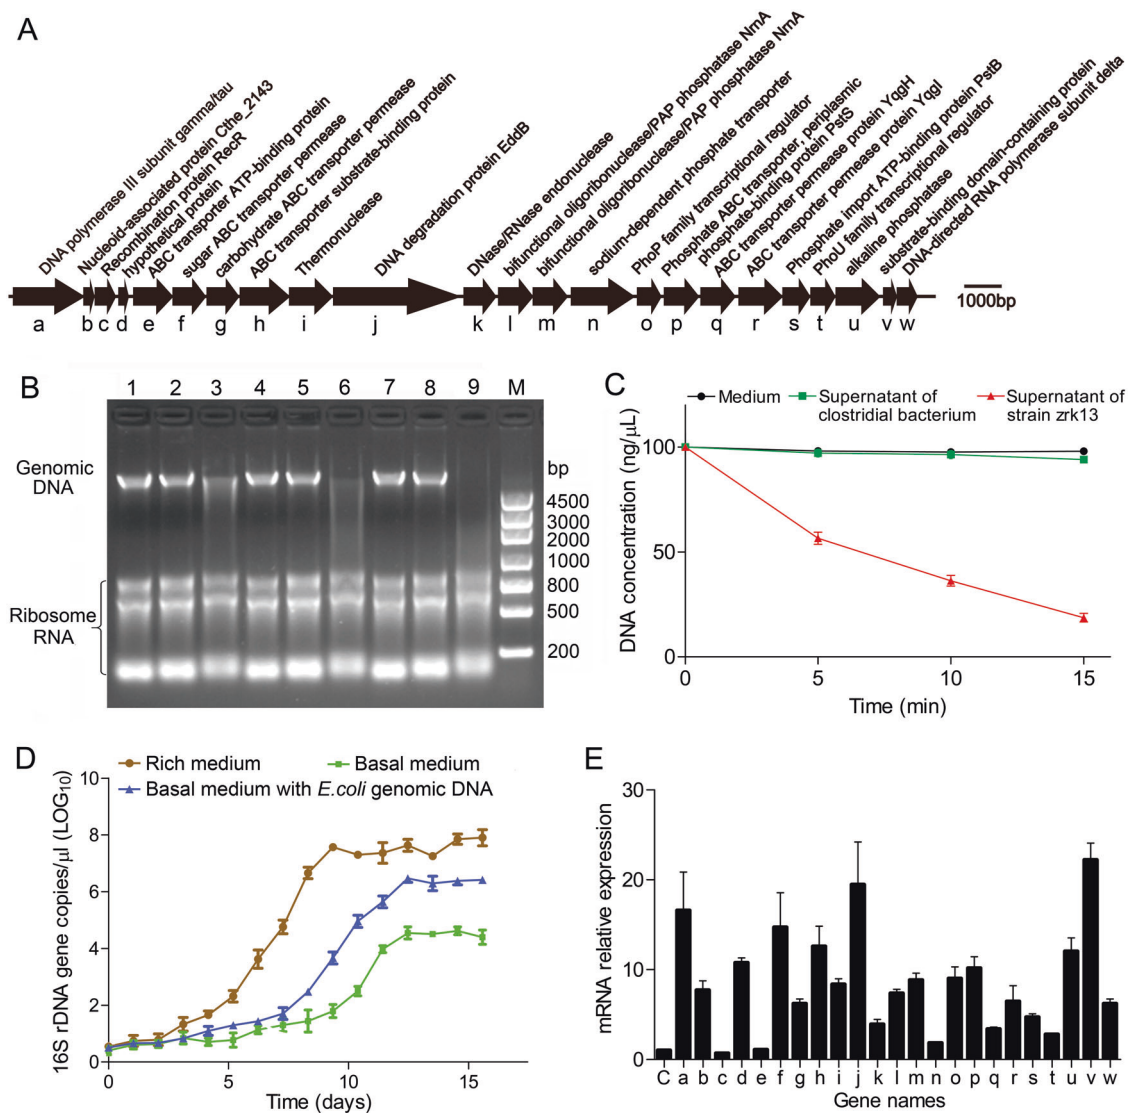 A
DNA polymerase III subunit gamma/tau
Nucleoid-associated protein Cthe_2143
Recombination protein RecR
hypothetical protein
ABC transporter ATP-binding protein
sugar ABC transporter permease
carbohydrate ABC transporter permease
ABC transporter substrate-binding protein
Thermonuclease
DNA degradation protein EddB
DNase/RNase endonuclease
bifunctional oligoribonuclease/PAP phosphatase NrnA
bifunctional oligoribonuclease/PAP phosphatase NrnA
sodium-dependent phosphate transporter
PhoP family transcriptional regulator
Phosphate ABC transporter, periplasmic
phosphate-binding protein PstS
ABC transporter permease protein YqgH
ABC transporter permease protein YqgI
Phosphate import ATP-binding protein PstB
PhoU family transcriptional regulator
alkaline phosphatase
substrate-binding domain-containing protein
DNA-directed RNA polymerase subunit delta
1000bp
a b c d e f g h i j k l m n o p q r s t u v w
B
1 2 3 4 5 6 7 8 9 M
Genomic
DNA
bp
4500
3000
2000
1000
800
500
200
Ribosome
RNA
C
Medium
Supernatant of
clostridial bacterium
Supernatant of
strain zrk13
DNA concentration (ng/μL)
100
50
0
0 5 10 15
Time (min)
D
Rich medium
Basal medium
Basal medium with E.coli genomic DNA
16S rDNA gene copies/μl (LOG10)
10
8
6
4
2
0
0 5 10 15
Time (days)
E
mRNA relative expression
30
20
10
0
C a b c d e f g h i j k l m n o p q r s t u v w
Gene names